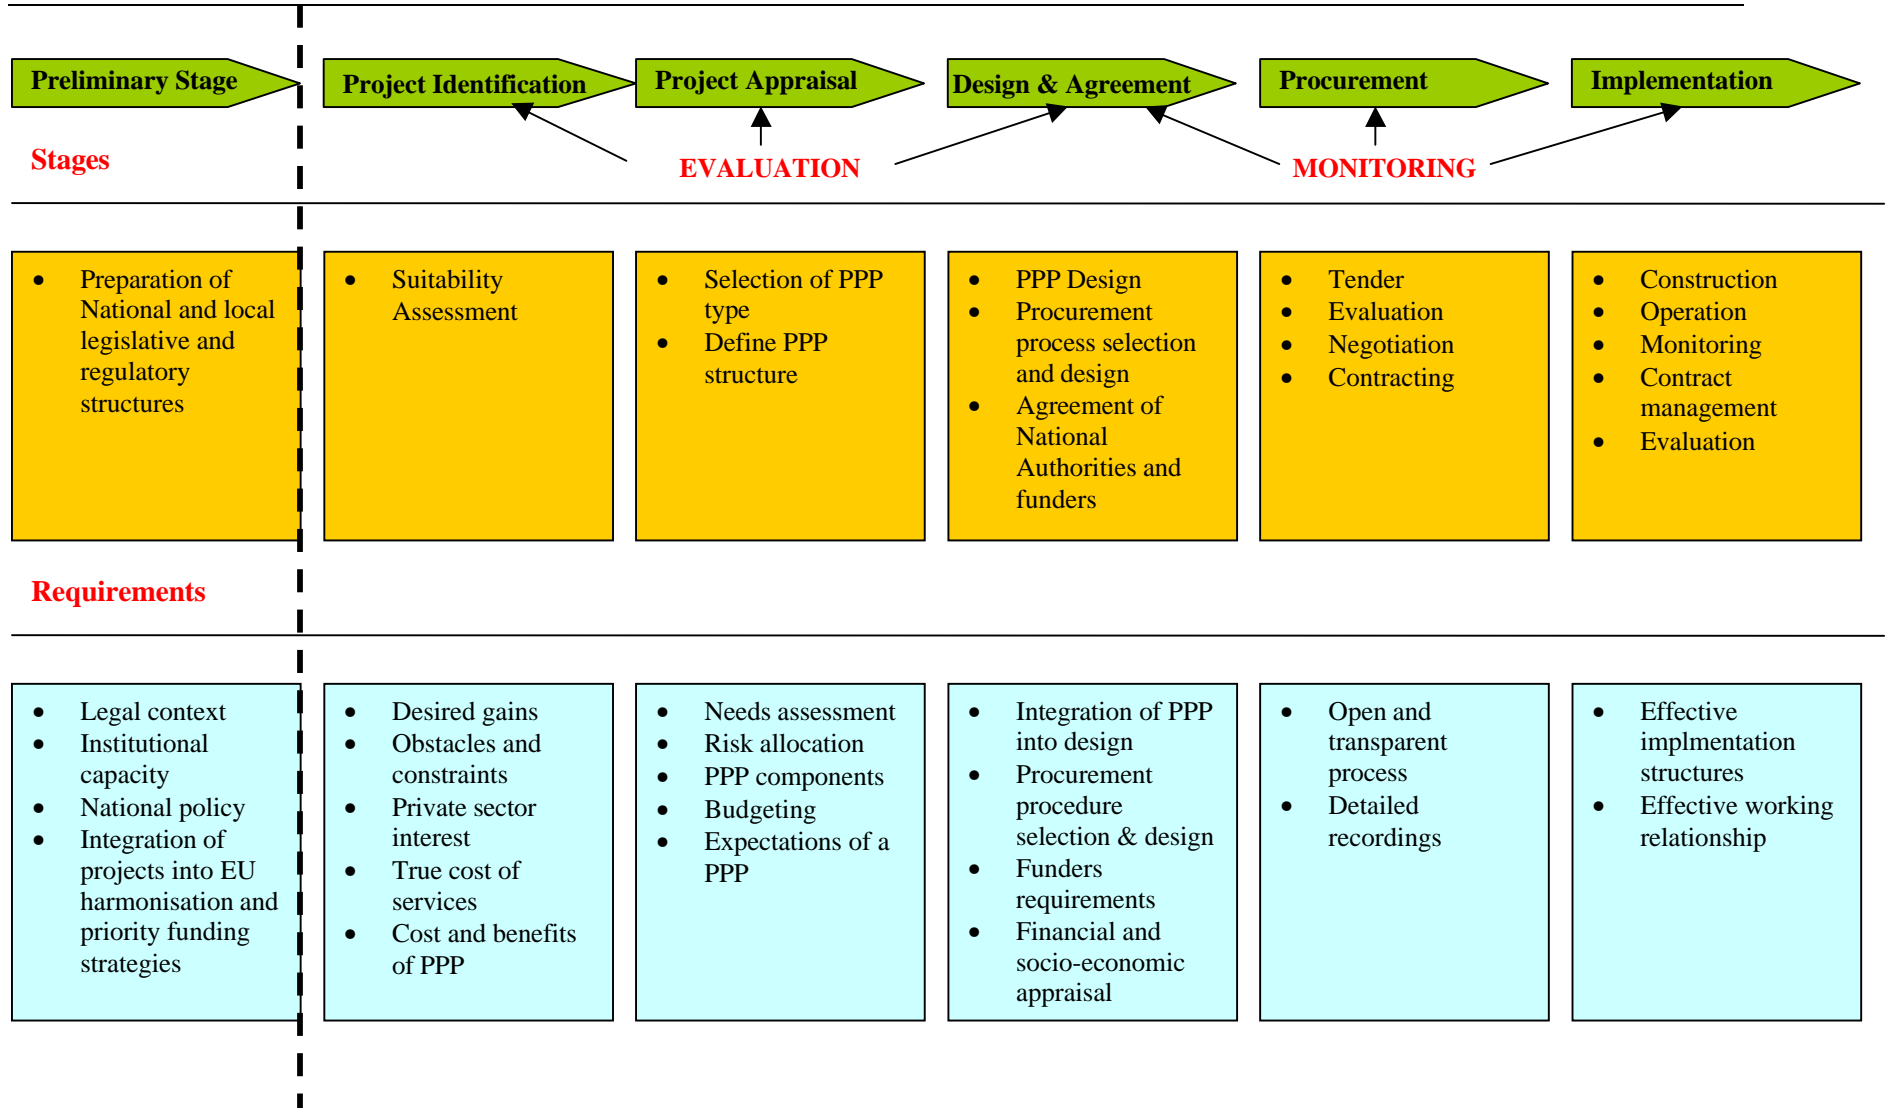 Preliminary Stage
Project Identification
Project Appraisal
Design & Agreement
Procurement
Implementation
Stages
EVALUATION
MONITORING
• Preparation of
National and local
legislative and
regulatory
structures
• Suitability
Assessment
• Selection of PPP
type
• Define PPP
structure
• PPP Design
• Procurement
process selection
and design
• Agreement of
National
Authorities and
funders
• Tender
• Evaluation
• Negotiation
• Contracting
• Construction
• Operation
• Monitoring
• Contract
management
• Evaluation
Requirements
• Legal context
• Institutional
capacity
• National policy
• Integration of
projects into EU
harmonisation and
priority funding
strategies
• Desired gains
• Obstacles and
constraints
• Private sector
interest
• True cost of
services
• Cost and benefits
of PPP
• Needs assessment
• Risk allocation
• PPP components
• Budgeting
• Expectations of a
PPP
• Integration of PPP
into design
• Procurement
procedure
selection & design
• Funders
requirements
• Financial and
socio-economic
appraisal
• Open and
transparent
process
• Detailed
recordings
• Effective
implmentation
structures
• Effective working
relationship